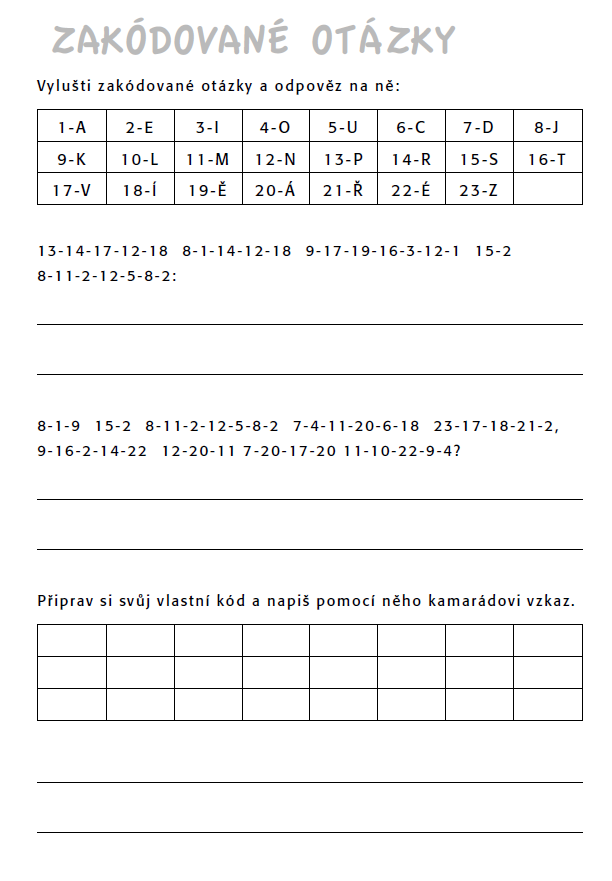 ZAKÓDOVANÉ OTÁZKY
Vylušti zakódované otázky a odpověz na ně:
1-A 2-E 3-I 4-O 5-U 6-C 7-D 8-J
9-K 10-L 11-M 12-N 13-P 14-R 15-S 16-T
17-V 18-Í 19-Ě 20-Á 21-Ř 22-É 23-Z
13-14-17-12-18 8-1-14-12-18 9-17-19-16-3-12-1 15-2
8-11-2-12-5-8-2:
8-1-9 15-2 8-11-2-12-5-8-2 7-4-11-20-6-18 23-17-18-21-2,
9-16-2-14-22 12-20-11 7-20-17-20 11-10-22-9-4?
Připrav si svůj vlastní kód a napiš pomocí něho kamarádovi vzkaz.